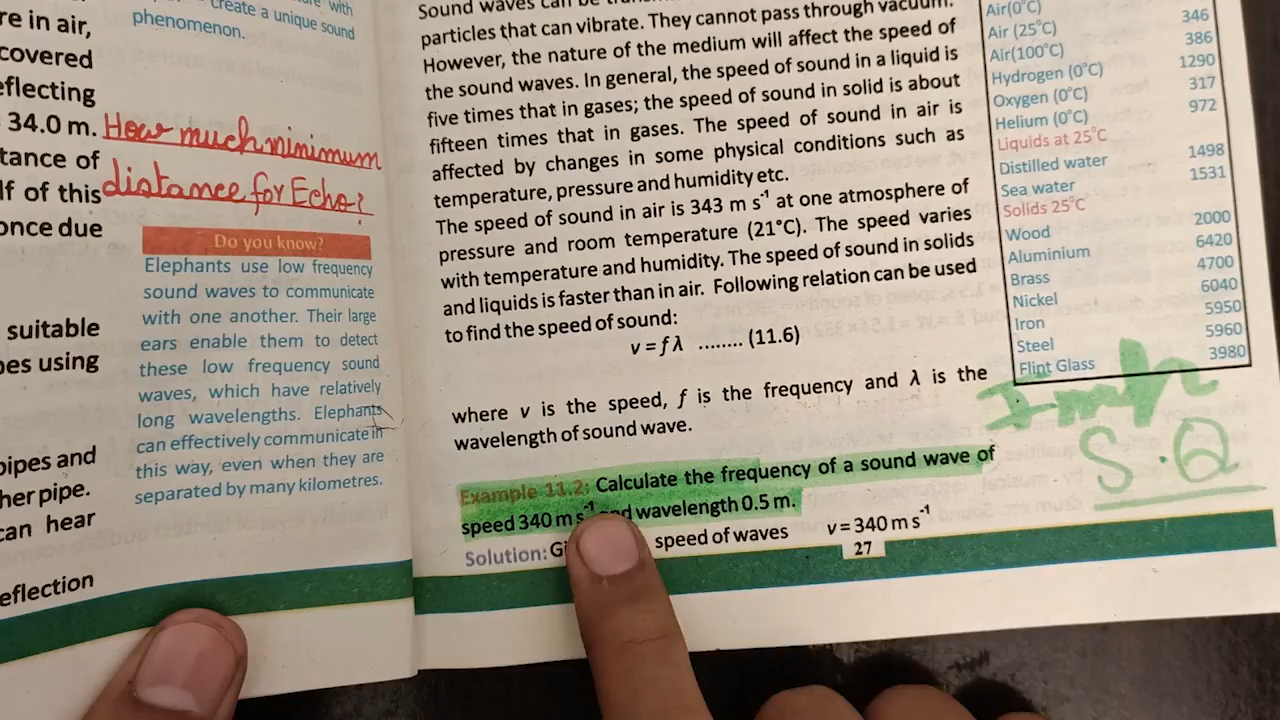 re in air,
covered
eflecting
34.0 m.
tance of
lf of this
once due
suitable
pes using
pipes and
her pipe.
can hear
eflection
with
create a unique sound
phenomenon.
How much minimum
distance for Echo?
Do you know?
Elephants use low frequency
sound waves to communicate
with one another. Their large
ears enable them to detect
these low frequency sound
waves, which have relatively
long wavelengths. Elephants
can effectively communicate in
this way, even when they are
separated by many kilometres.
Sound waves can be
particles that can vibrate. They cannot pass through vacuum.
However, the nature of the medium will affect the speed of
the sound waves. In general, the speed of sound in a liquid is
five times that in gases; the speed of sound in solid is about
fifteen times that in gases. The speed of sound in air is
affected by changes in some physical conditions such as
temperature, pressure and humidity etc.
The speed of sound in air is 343 m s⁻¹ at one atmosphere of
pressure and room temperature (21°C). The speed varies
with temperature and humidity. The speed of sound in solids
and liquids is faster than in air. Following relation can be used
to find the speed of sound:
v = f λ ........ (11.6)
where v is the speed, f is the frequency and λ is the
wavelength of sound wave.
Example 11.2: Calculate the frequency of a sound wave of
speed 340 m s⁻¹ and wavelength 0.5 m.
Solution: speed of waves v = 340 m s⁻¹
27
Air(0°C)
Air (25°C) 346
Air(100°C) 386
Hydrogen (0°C) 1290
Oxygen (0°C) 317
Helium (0°C) 972
Liquids at 25°C
Distilled water 1498
Sea water 1531
Solids 25°C
Wood 2000
Aluminium 6420
Brass 4700
Nickel 6040
Iron 5950
Steel 5960
Flint Glass 3980
S.Q